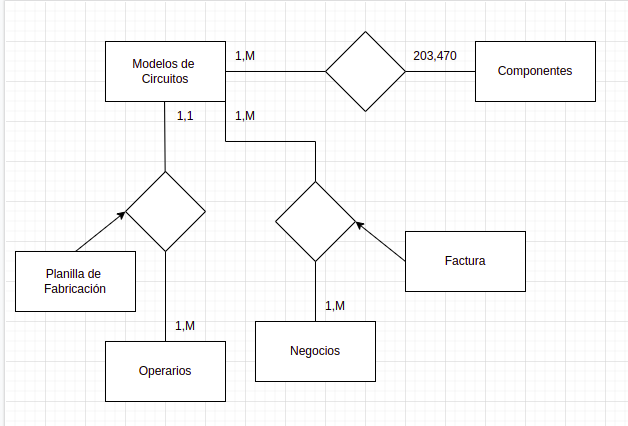 Modelos de
Circuitos
1,M
203,470
Componentes
1,1
1,M
Planilla de
Fabricación
Factura
1,M
1,M
Operarios
Negocios